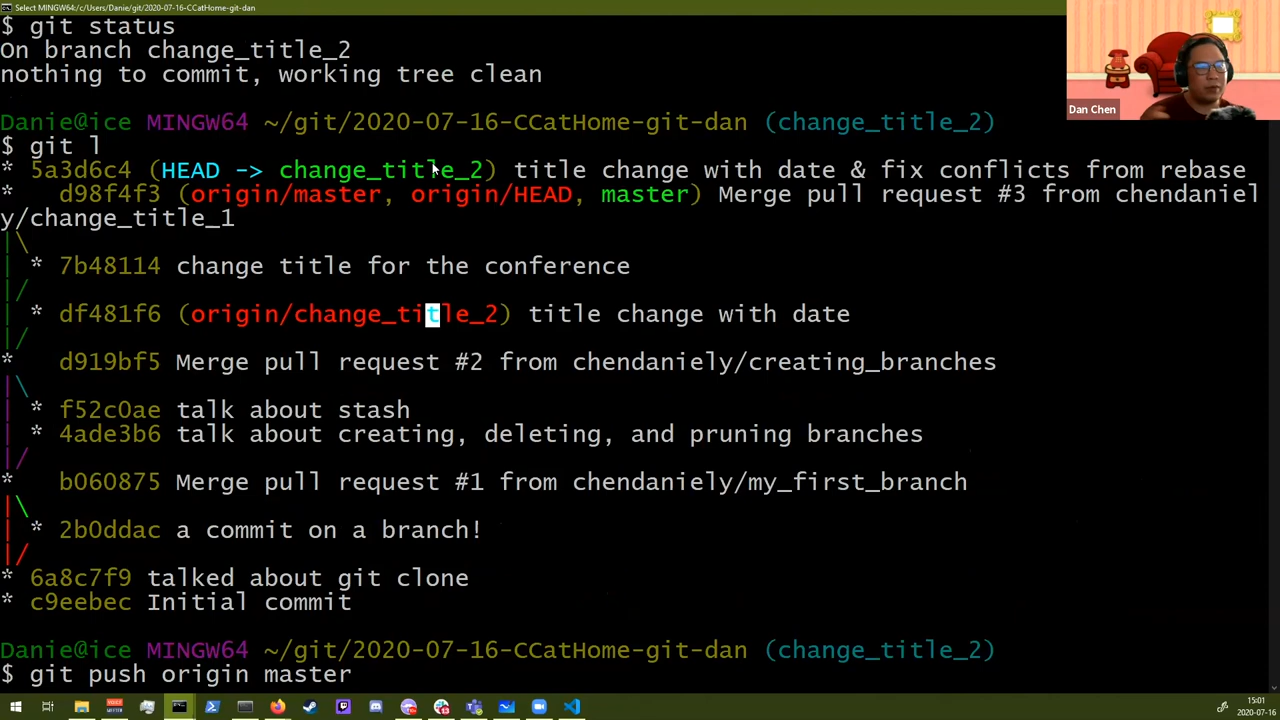 Select MINGW64:/c/Users/Danie/git/2020-07-16-CCatHome-git-dan
$ git status
On branch change_title_2
nothing to commit, working tree clean
Dan Chen
Danie@ice MINGW64 ~/git/2020-07-16-CCatHome-git-dan (change_title_2)
$ git l
* 5a3d6c4 (HEAD -> change_title_2) title change with date & fix conflicts from rebase
*   d98f4f3 (origin/master, origin/HEAD, master) Merge pull request #3 from chendaniel
y/change_title_1
|\
| * 7b48114 change title for the conference
|/
| * df481f6 (origin/change_title_2) title change with date
|/
*   d919bf5 Merge pull request #2 from chendaniely/creating_branches
|\
| * f52c0ae talk about stash
| * 4ade3b6 talk about creating, deleting, and pruning branches
|/
*   b060875 Merge pull request #1 from chendaniely/my_first_branch
|\
| * 2b0ddac a commit on a branch!
|/
* 6a8c7f9 talked about git clone
* c9eebec Initial commit
Danie@ice MINGW64 ~/git/2020-07-16-CCatHome-git-dan (change_title_2)
$ git push origin master
15:01
2020-07-16